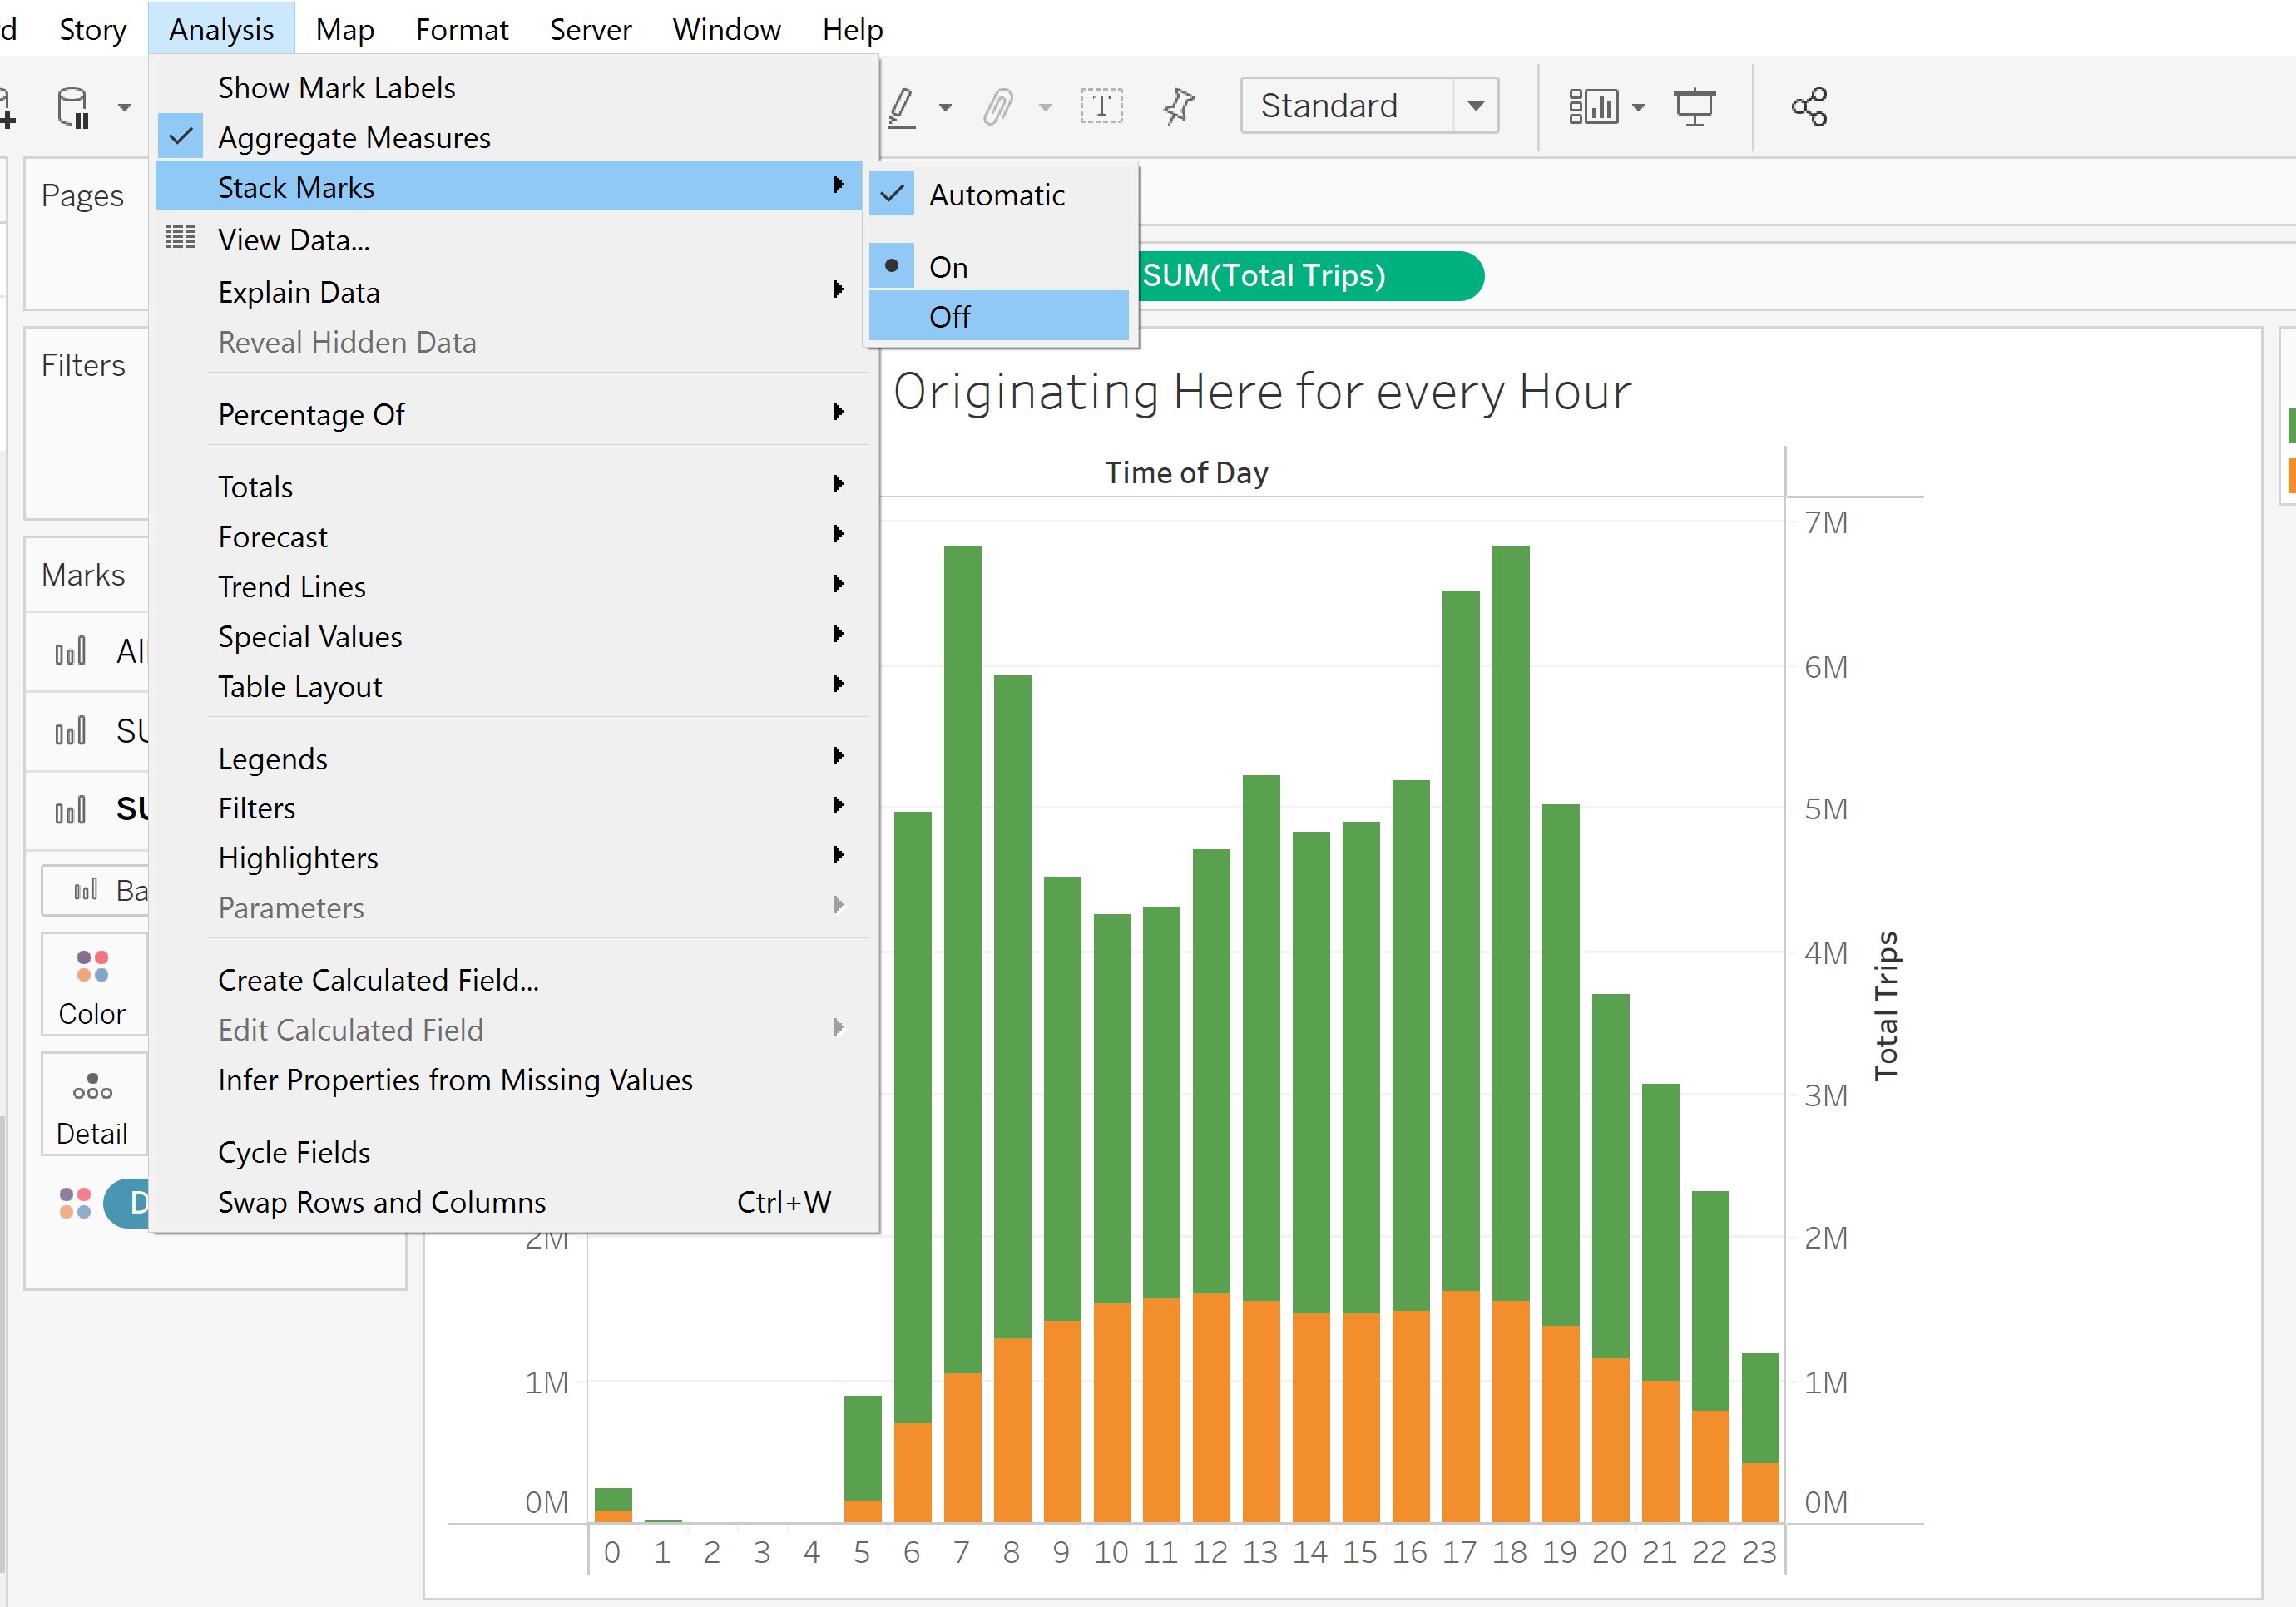 d Story Analysis Map Format Server Window Help
Show Mark Labels
Aggregate Measures
Stack Marks
View Data...
Explain Data
Reveal Hidden Data
Percentage Of
Totals
Forecast
Trend Lines
Special Values
Table Layout
Legends
Filters
Highlighters
Parameters
Create Calculated Field...
Edit Calculated Field
Infer Properties from Missing Values
Cycle Fields
Swap Rows and Columns Ctrl+W
Automatic
On
Off
T
Standard
Pages
Filters
Marks
SU
SU
Ba
Color
Detail
D
SUM(Total Trips)
Originating Here for every Hour
Time of Day
2M
1M
0M
7M
6M
5M
4M
3M
2M
1M
0M
Total Trips
0 1 2 3 4 5 6 7 8 9 10 11 12 13 14 15 16 17 18 19 20 21 22 23